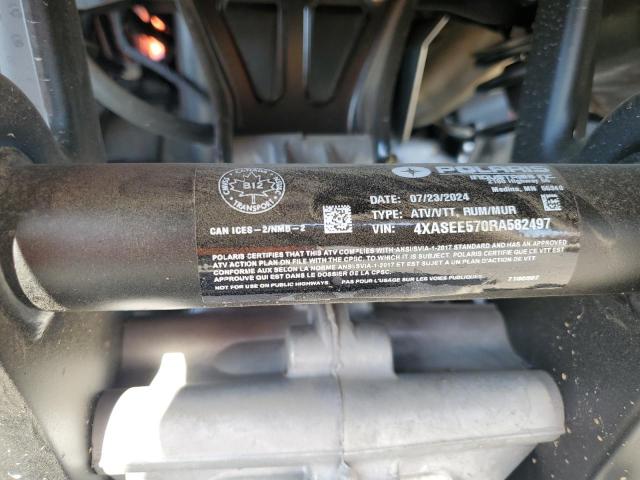 POLARIS
Medina, MN 55340
CANADA
B12
TRANSPORT
DATE: 07/23/2024
TYPE: ATV/VTT, RUM/MUR
CAN ICES-2/NMB-2
VIN: 4XASEE570RA582497
POLARIS CERTIFIES THAT THIS ATV COMPLIES WITH ANSI/SVIA-1-2017 STANDARD AND HAS AN
ATV ACTION PLAN ON FILE WITH THE CPSC, TO WHICH IT IS SUBJECT. POLARIS CERTIFIE QUE CE VTT EST
CONFORME AUX SELON LA NORME ANSI/SVIA-1-2017 ET EST SUJET A UN PLAN D'ACTION DE VTT
APPLICABLE QUI EST DANS LE DOSSIER DE LA CPSC.
NOT FOR USE ON PUBLIC HIGHWAYS. PAS POUR L'USAGE SUR LES VOIES PUBLIQUES